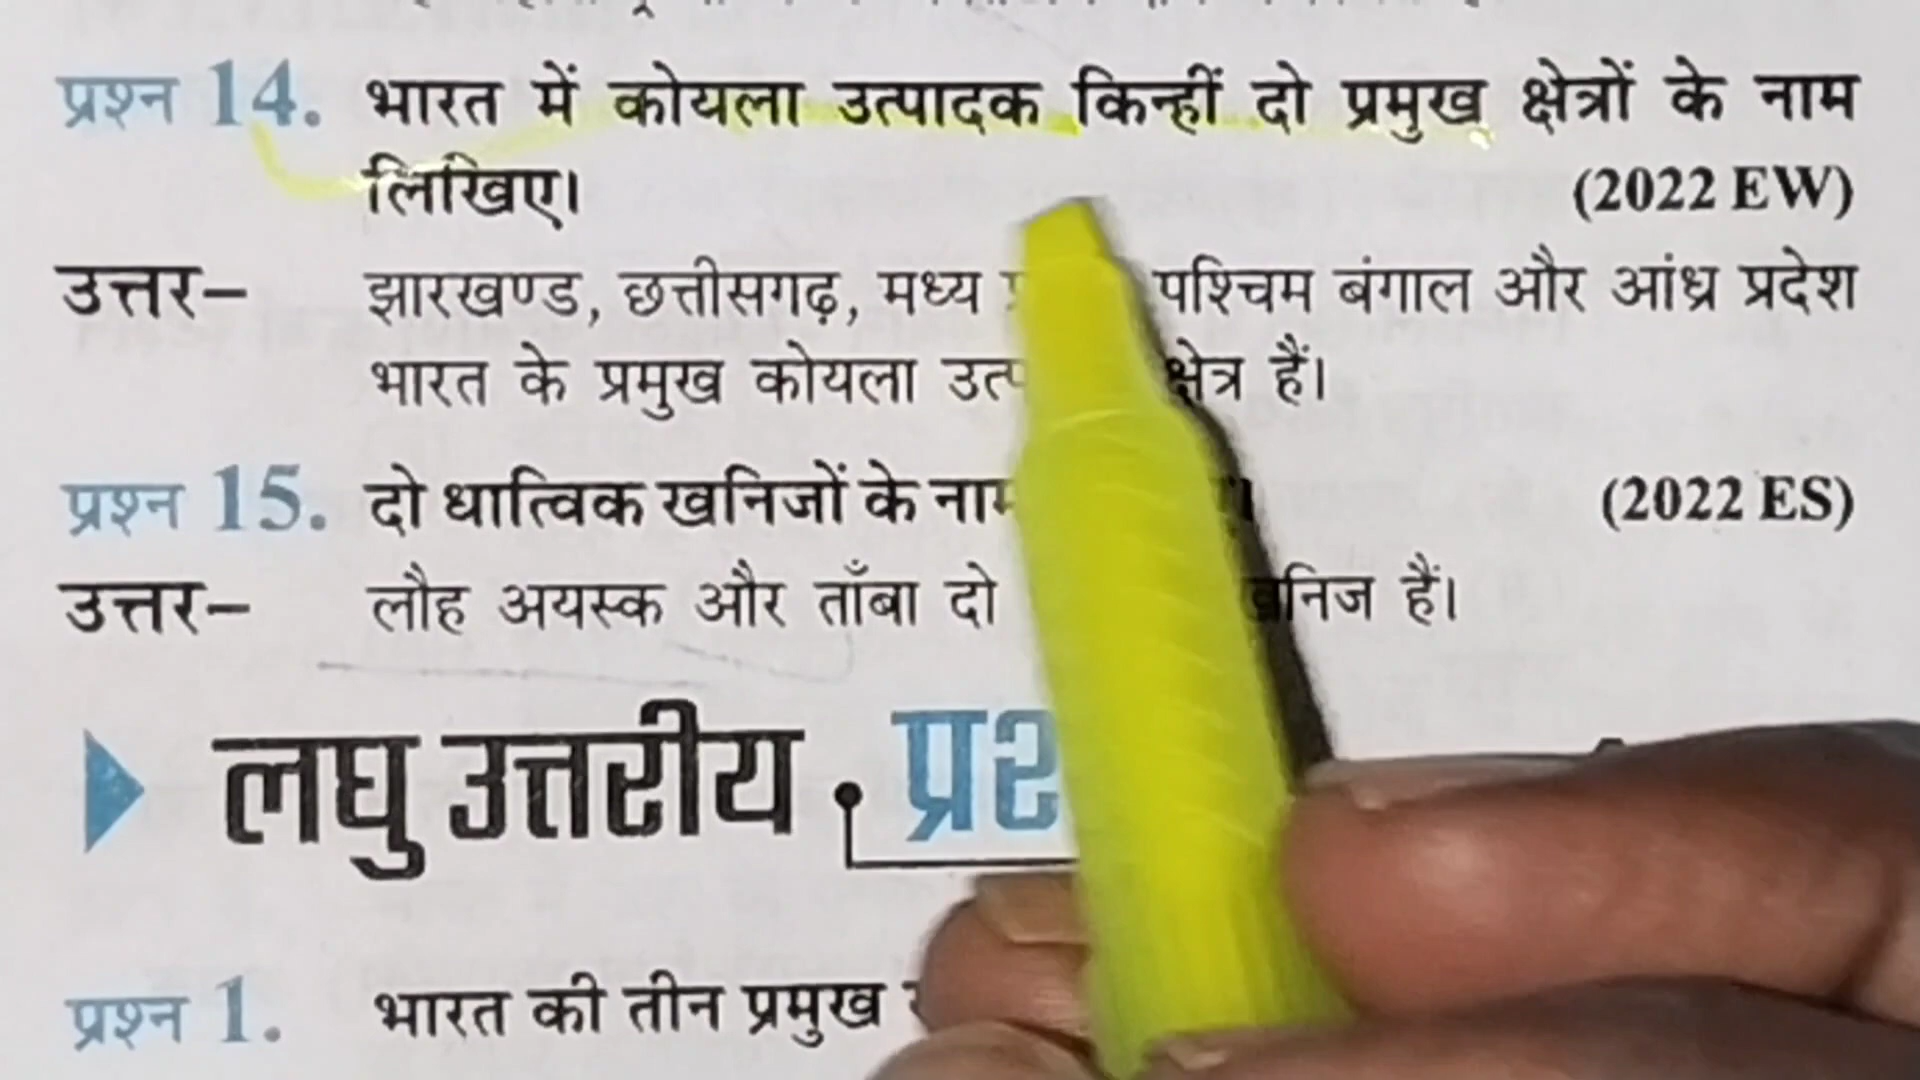 प्रश्न 14. भारत में कोयला उत्पादक किन्हीं दो प्रमुख क्षेत्रों के नाम
लिखिए। (2022 EW)
उत्तर– झारखण्ड, छत्तीसगढ़, मध्य पश्चिम बंगाल और आंध्र प्रदेश
भारत के प्रमुख कोयला क्षेत्र हैं।
प्रश्न 15. दो धात्विक खनिजों के नाम (2022 ES)
उत्तर– लौह अयस्क और ताँबा दो खनिज हैं।
लघु उत्तरीय
प्रश्न 1. भारत की तीन प्रमुख